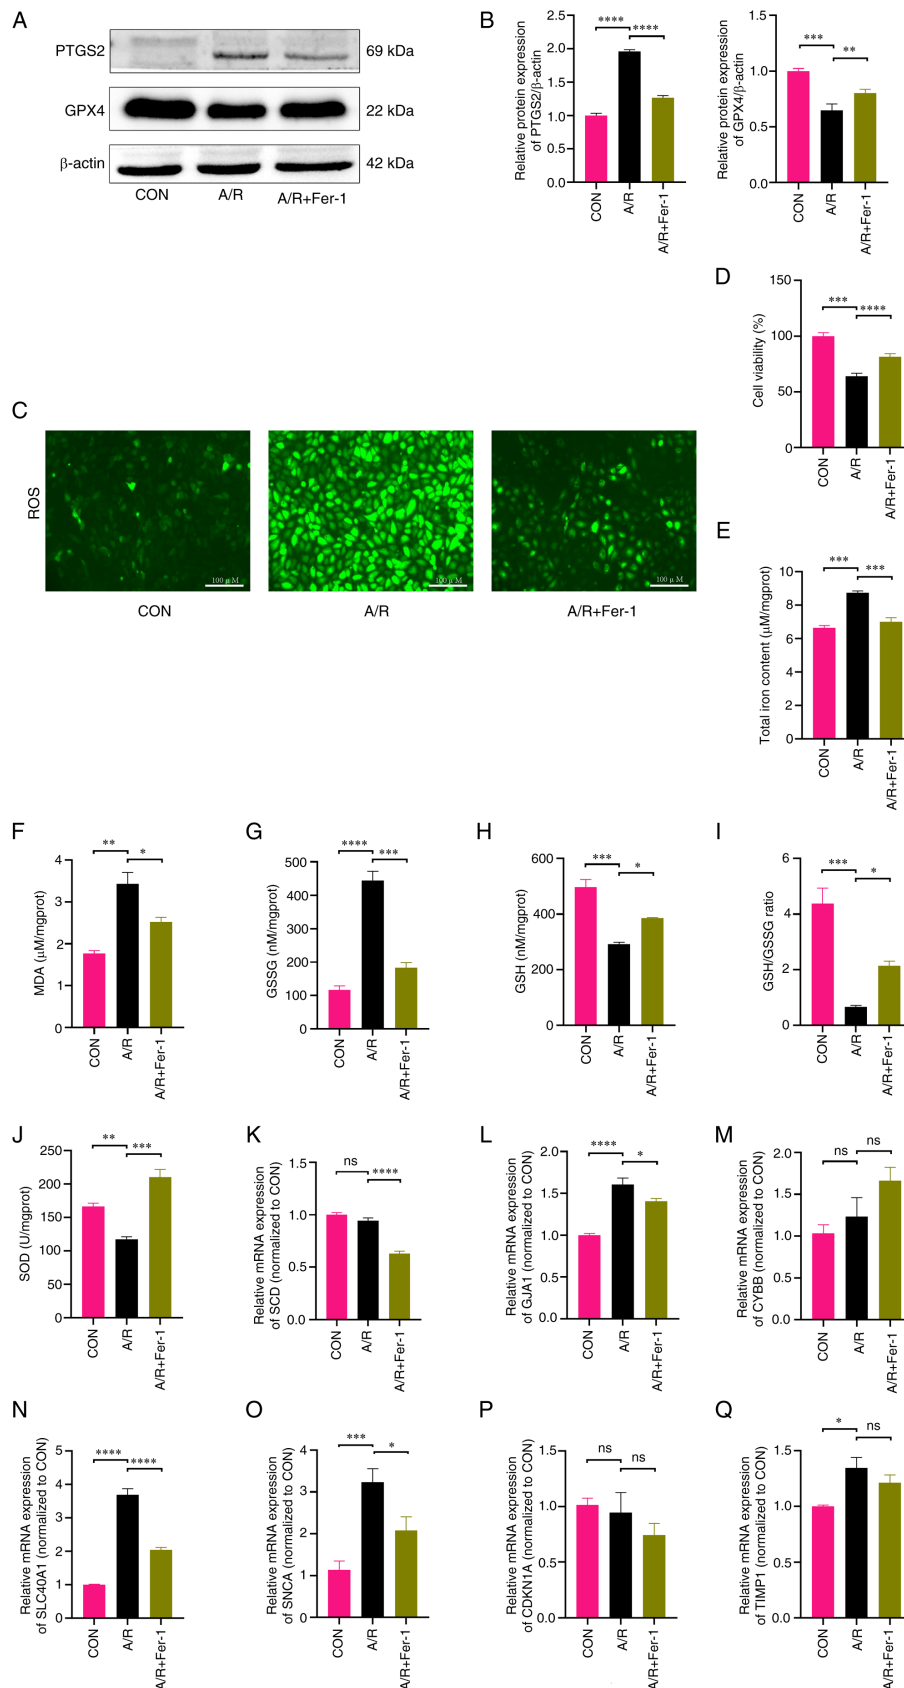 A
PTGS2
69 kDa
GPX4
22 kDa
β-actin
42 kDa
CON
A/R
A/R+Fer-1
B
Relative protein expression
of PTGS2/β-actin
2.5
2.0
1.5
1.0
0.5
0.0
****
****
CON
A/R
A/R+Fer-1
Relative protein expression
of GPX4/β-actin
1.5
1.0
0.5
0.0
***
**
CON
A/R
A/R+Fer-1
C
ROS
100 μM
100 μM
100 μM
CON
A/R
A/R+Fer-1
D
Cell viability (%)
150
100
50
0
***
****
CON
A/R
A/R+Fer-1
E
Total iron content (μM/mgprot)
10
8
6
4
2
0
***
***
CON
A/R
A/R+Fer-1
F
MDA (μM/mgprot)
4
3
2
1
0
**
*
CON
A/R
A/R+Fer-1
G
GSSG (nM/mgprot)
500
400
300
200
100
0
****
***
CON
A/R
A/R+Fer-1
H
GSH (nM/mgprot)
600
400
200
0
***
*
CON
A/R
A/R+Fer-1
I
GSH/GSSG ratio
6
4
2
0
***
*
CON
A/R
A/R+Fer-1
J
SOD (U/mgprot)
250
200
150
100
50
0
**
***
CON
A/R
A/R+Fer-1
K
Relative mRNA expression
of SCD (normalized to CON)
1.5
1.0
0.5
0.0
ns
****
CON
A/R
A/R+Fer-1
L
Relative mRNA expression
of GJA1 (normalized to CON)
2.0
1.5
1.0
0.5
0.0
****
*
CON
A/R
A/R+Fer-1
M
Relative mRNA expression
of CYBB (normalized to CON)
2.0
1.5
1.0
0.5
0.0
ns
ns
CON
A/R
A/R+Fer-1
N
Relative mRNA expression
of SLC40A1 (normalized to CON)
5
4
3
2
1
0
****
****
CON
A/R
A/R+Fer-1
O
Relative mRNA expression
of SNCA (normalized to CON)
4
3
2
1
0
***
*
CON
A/R
A/R+Fer-1
P
Relative mRNA expression
of CDKN1A (normalized to CON)
1.5
1.0
0.5
0.0
ns
ns
CON
A/R
A/R+Fer-1
Q
Relative mRNA expression
of TIMP1 (normalized to CON)
1.5
1.0
0.5
0.0
*
ns
CON
A/R
A/R+Fer-1